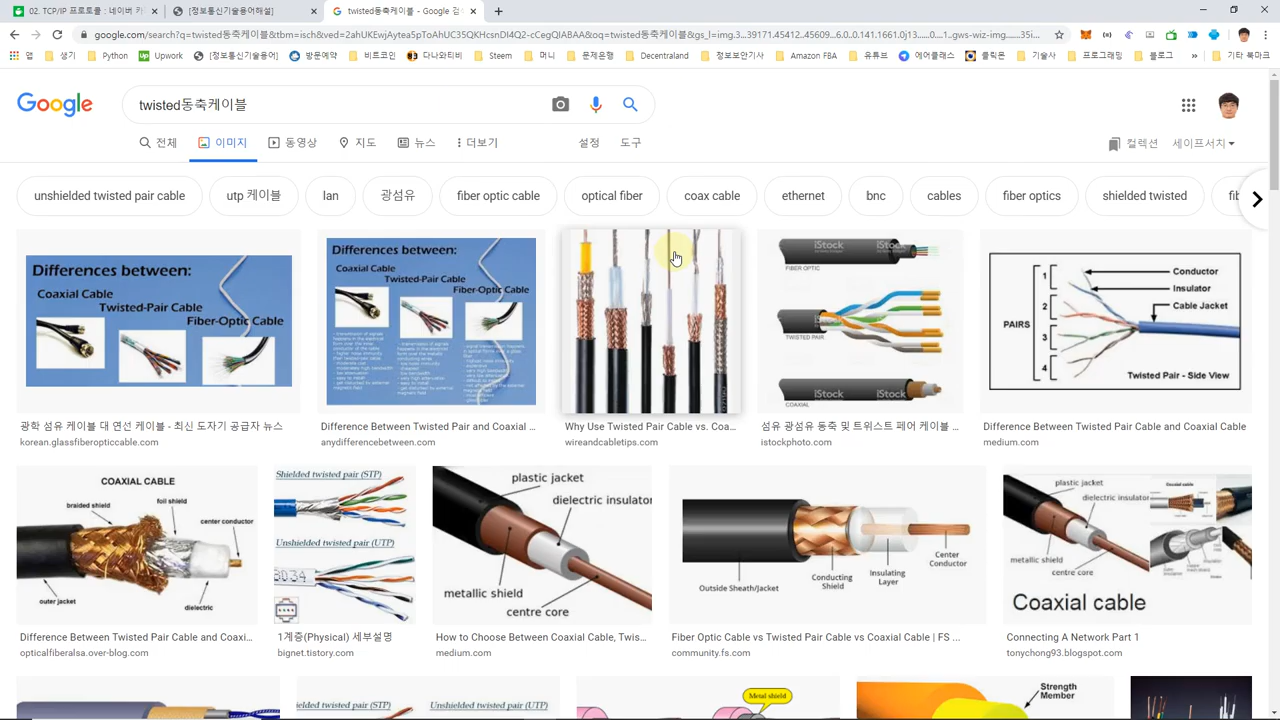 02. TCP/IP 프로토콜 : 네이버 카
[정보통신기술용어해설]
twisted동축케이블 - Google 검색
google.com/search?q=twisted동축케이블&tbm=isch&ved=2ahUKEwjAytea5pToAhUC35QKHcsnDI4Q2-cCegQIABAA&oq=twisted동축케이블&gs_l=img.3...39171.45412..45609...6.0..0.141.1661.0j13......0....1..gws-wiz-img.......35i...
앱
Python
Upwork
[정보통신기술용어...
방문예약
비트코인
다나와리비
Steem
머니
문제은행
Decentraland
정보보안기사
Amazon FBA
유튜브
에어클래스
클릭몬
기술사
프로그래밍
블로그
기타 북마크
Google
twisted동축케이블
전체
이미지
동영상
지도
뉴스
더보기
설정
도구
컬렉션
세이프서치
unshielded twisted pair cable
utp 케이블
lan
광섬유
fiber optic cable
optical fiber
coax cable
ethernet
bnc
cables
fiber optics
shielded twisted
Differences between:
Coaxial Cable
Twisted-Pair Cable
Fiber-Optic Cable
Differences between:
Coaxial Cable
Twisted-Pair Cable
Fiber-Optic Cable
iStock
iStock
FIBER OPTIC
iStock
TWISTED PAIR
iStock
iStock
COAXIAL
PAIRS
1
2
3
4
Conductor
Insulator
Cable Jacket
Twisted Pair - Side View
광학 섬유 케이블 대 연선 케이블 - 최신 도자기 공급자 뉴스
korean.glassfiberopticcable.com
Difference Between Twisted Pair and Coaxial ...
anydifferencebetween.com
Why Use Twisted Pair Cable vs. Coa...
wireandcabletips.com
섬유 광섬유 동축 및 트위스트 페어 케이블 ...
istockphoto.com
Difference Between Twisted Pair Cable and Coaxial Cable
medium.com
COAXIAL CABLE
braided shield
foil shield
center conductor
outer jacket
dielectric
Shielded twisted pair (STP)
Unshielded twisted pair (UTP)
plastic jacket
dielectric insulator
metallic shield
centre core
Outside Sheath/Jacket
Conducting
Shield
Insulating
Layer
Center
Conductor
plastic jacket
dielectric insulator
metallic shield
centre core
Coaxial cable
Difference Between Twisted Pair Cable and Coaxi...
opticalfiberalsa.over-blog.com
1계층(Physical) 세부설명
bignet.tistory.com
How to Choose Between Coaxial Cable, Twis...
medium.com
Fiber Optic Cable vs Twisted Pair Cable vs Coaxial Cable | FS ...
community.fs.com
Connecting A Network Part 1
tonychong93.blogspot.com
Shielded twisted pair (STP)
Unshielded twisted pair (UTP)
Metal shield
Strength
Member